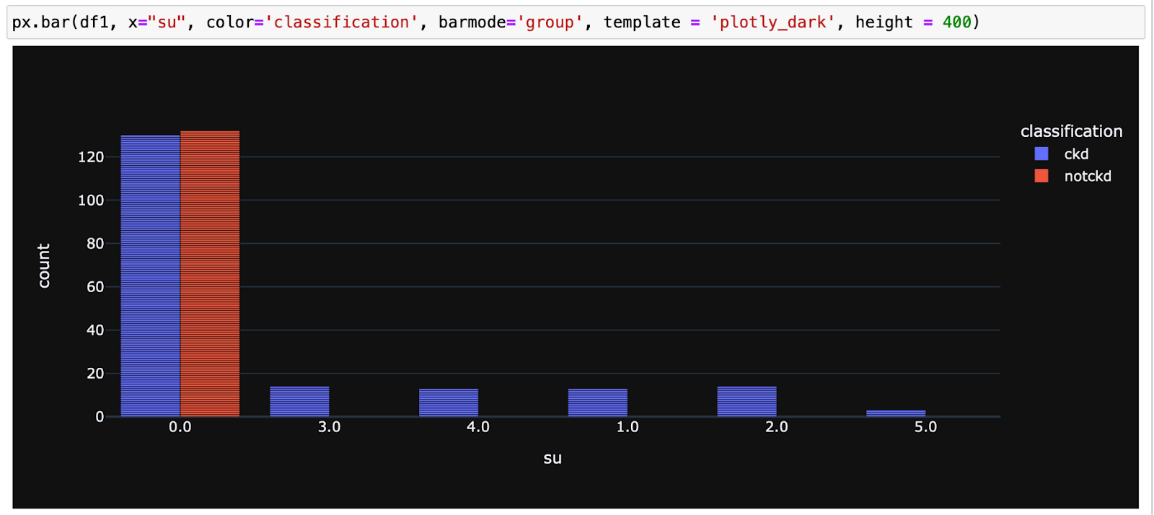 px.bar(df1, x="su", color='classification', barmode='group', template = 'plotly_dark', height = 400)
classification
ckd
notckd
120
100
80
60
40
20
0
count
0.0 3.0 4.0 1.0 2.0 5.0
su